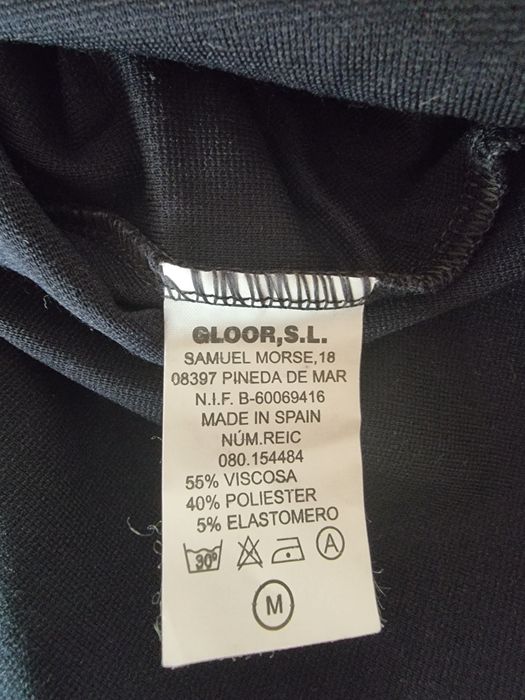 GLOOR,S.L.
SAMUEL MORSE,18
08397 PINEDA DE MAR
N.I.F. B-60069416
MADE IN SPAIN
NÚM.REIC
080.154484
55% VISCOSA
40% POLIESTER
5% ELASTOMERO
30° A
M